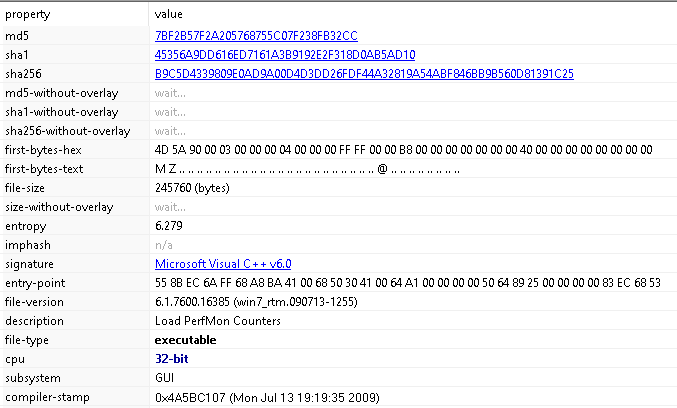 property value
md5 7BF2B57F2A205768755C07F238FB32CC
sha1 45356A9DD616ED7161A3B9192E2F318D0AB5AD10
sha256 B9C5D4339809E0AD9A00D4D3DD26FDF44A32819A54ABF846BB9B560D81391C25
md5-without-overlay wait...
sha1-without-overlay wait...
sha256-without-overlay wait...
first-bytes-hex 4D 5A 90 00 03 00 00 00 04 00 00 00 FF FF 00 00 B8 00 00 00 00 00 00 00 40 00 00 00 00 00 00 00 00 00
first-bytes-text M Z .. .. .. .. .. .. .. .. .. .. .. .. .. .. .. .. .. .. .. .. .. .. @ .. .. .. .. .. .. .. ..
file-size 245760 (bytes)
size-without-overlay wait...
entropy 6.279
imphash n/a
signature Microsoft Visual C++ v6.0
entry-point 55 8B EC 6A FF 68 A8 BA 41 00 68 50 30 41 00 64 A1 00 00 00 00 50 64 89 25 00 00 00 00 83 EC 68 53
file-version 6.1.7600.16385 (win7_rtm.090713-1255)
description Load PerfMon Counters
file-type executable
cpu 32-bit
subsystem GUI
compiler-stamp 0x4A5BC107 (Mon Jul 13 19:19:35 2009)